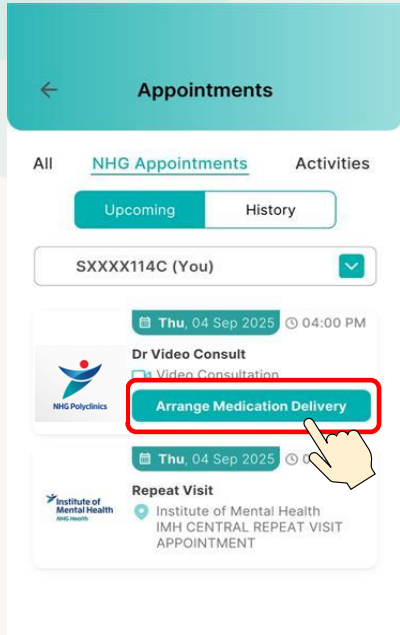 Appointments
All NHG Appointments Activities
Upcoming History
SXXXX114C (You)
Thu, 04 Sep 2025 04:00 PM
Dr Video Consult
Video Consultation
NHG Polyclinics
Arrange Medication Delivery
Thu, 04 Sep 2025 0
Repeat Visit
Institute of
Mental Health
NHG Health
Institute of Mental Health
IMH CENTRAL REPEAT VISIT
APPOINTMENT